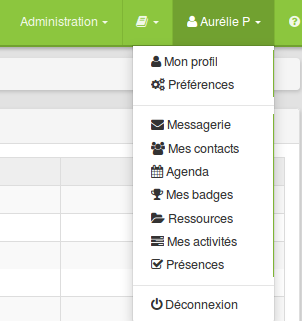 Administration
Aurélie P
Mon profil
Préférences
Messagerie
Mes contacts
Agenda
Mes badges
Ressources
Mes activités
Présences
Déconnexion